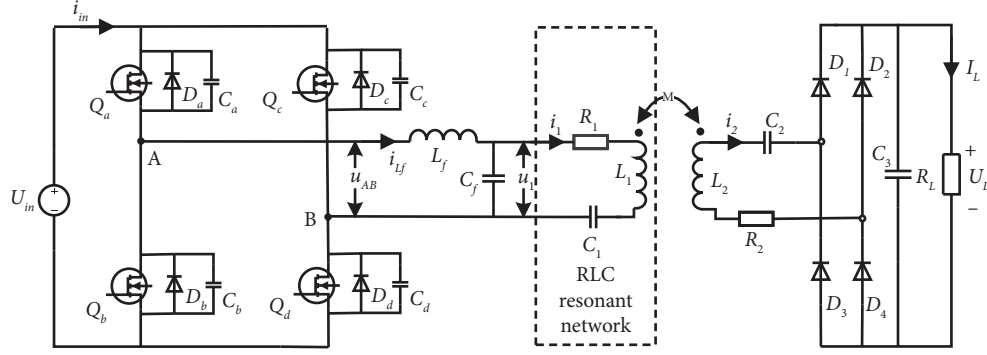 i_in
Q_a
D_a
C_a
Q_c
D_c
C_c
A
i_Lf
L_f
u_AB
C_f
u_1
i_1
R_1
L_1
M
i_2
C_2
L_2
R_2
D_1
D_2
C_3
R_L
I_L
+
U_L
−
U_in
+
−
B
C_1
RLC
resonant
network
Q_b
D_b
C_b
Q_d
D_d
C_d
D_3
D_4